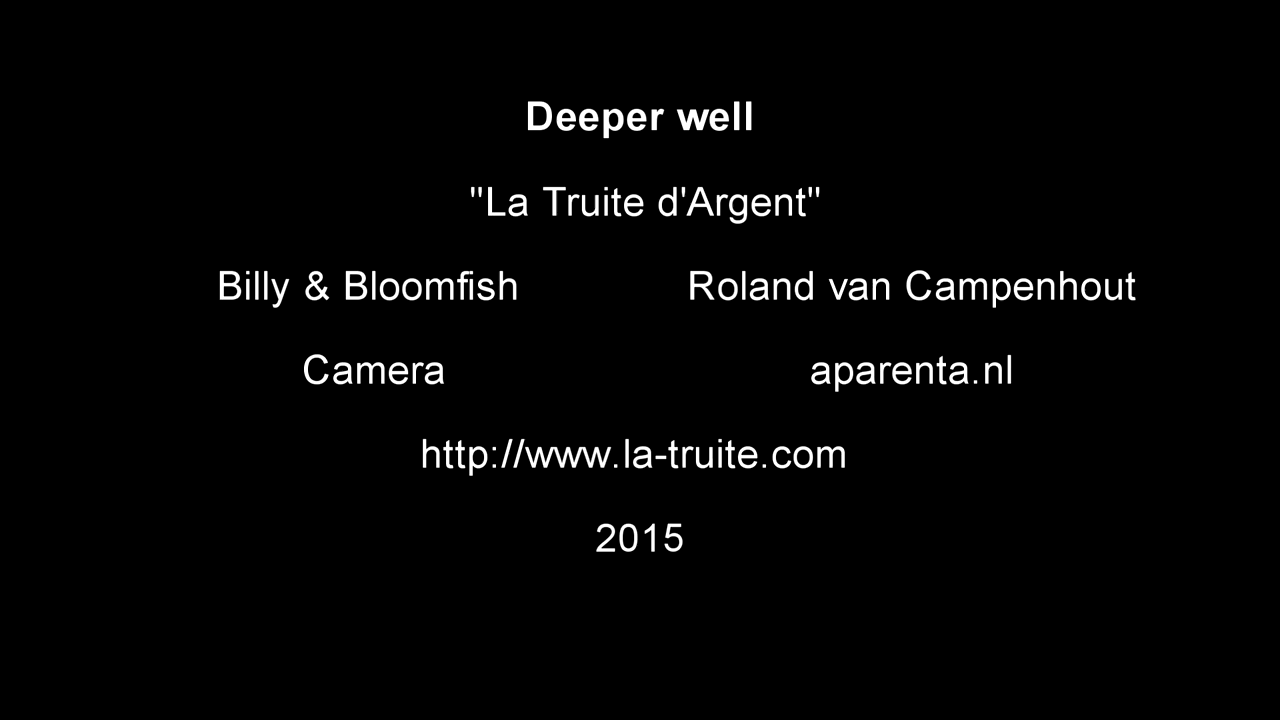 Deeper well
"La Truite d'Argent"
Billy & Bloomfish Roland van Campenhout
Camera aparenta.nl
http://www.la-truite.com
2015